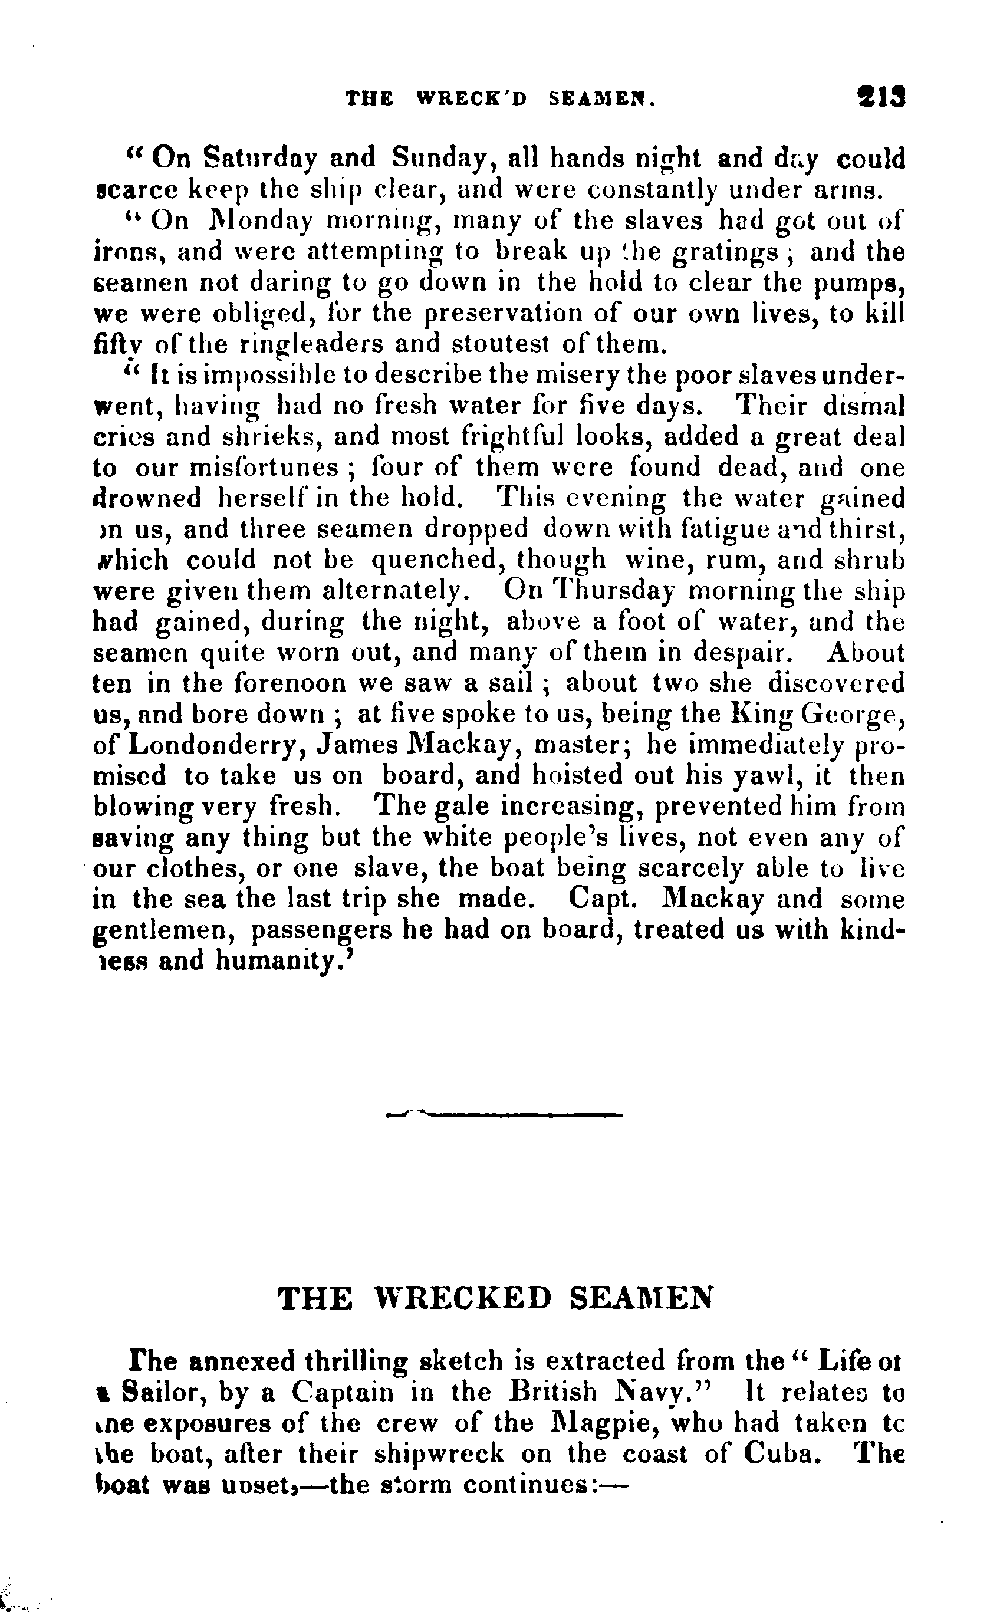 THE WRECK'D SEAMEN. 213
“ On Saturday and Sunday, all hands night and day could
scarce keep the ship clear, and were constantly under arms.
“ On Monday morning, many of the slaves had got out of
irons, and were attempting to break up the gratings ; and the
seamen not daring to go down in the hold to clear the pumps,
we were obliged, for the preservation of our own lives, to kill
fifty of the ringleaders and stoutest of them.
“ It is impossible to describe the misery the poor slaves under-
went, having had no fresh water for five days. Their dismal
cries and shrieks, and most frightful looks, added a great deal
to our misfortunes ; four of them were found dead, and one
drowned herself in the hold. This evening the water gained
on us, and three seamen dropped down with fatigue and thirst,
which could not be quenched, though wine, rum, and shrub
were given them alternately. On Thursday morning the ship
had gained, during the night, above a foot of water, and the
seamen quite worn out, and many of them in despair. About
ten in the forenoon we saw a sail ; about two she discovered
us, and bore down ; at five spoke to us, being the King George,
of Londonderry, James Mackay, master; he immediately pro-
mised to take us on board, and hoisted out his yawl, it then
blowing very fresh. The gale increasing, prevented him from
saving any thing but the white people's lives, not even any of
our clothes, or one slave, the boat being scarcely able to live
in the sea the last trip she made. Capt. Mackay and some
gentlemen, passengers he had on board, treated us with kind-
ness and humanity.'
THE WRECKED SEAMEN
The annexed thrilling sketch is extracted from the “ Life of
a Sailor, by a Captain in the British Navy.” It relates to
the exposures of the crew of the Magpie, who had taken to
the boat, after their shipwreck on the coast of Cuba. The
boat was upset,—the storm continues:—